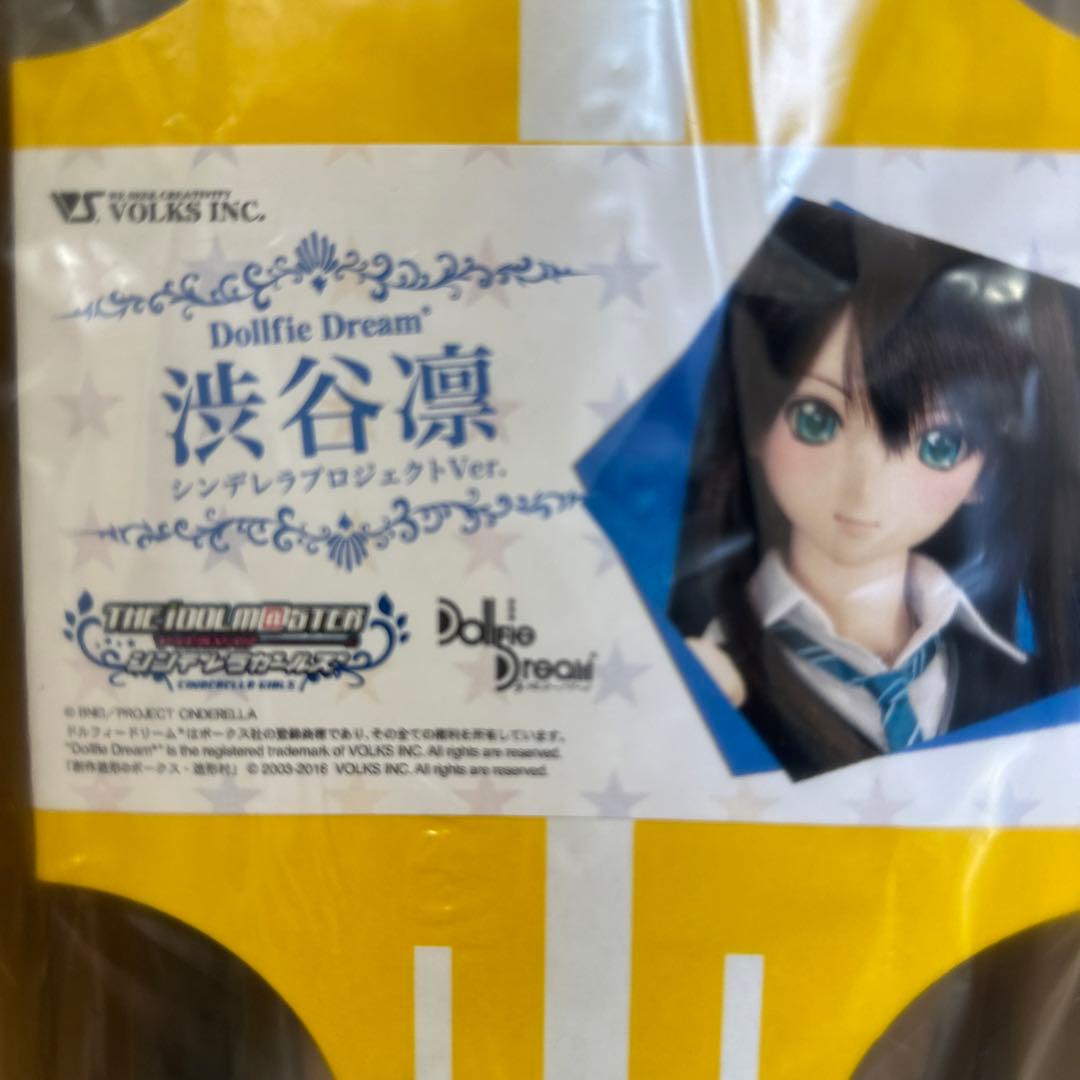 WE SEEK CREATIVITY
VOLKS INC.
Dollfie Dream®
渋谷凛
シンデレラプロジェクトVer.
THE iDOLM@STER
シンデレラガールズ
CINDERELLA GIRLS
Dollfie
Dream
© BNG/PROJECT CINDERELLA
ドルフィードリーム®はボークス社の登録商標であり、その全ての権利を所有しています。
"Dollfie Dream®" is the registered trademark of VOLKS INC. All rights are reserved.
「創作造形©ボークス・造形村」 © 2003-2016 VOLKS INC. All rights are reserved.